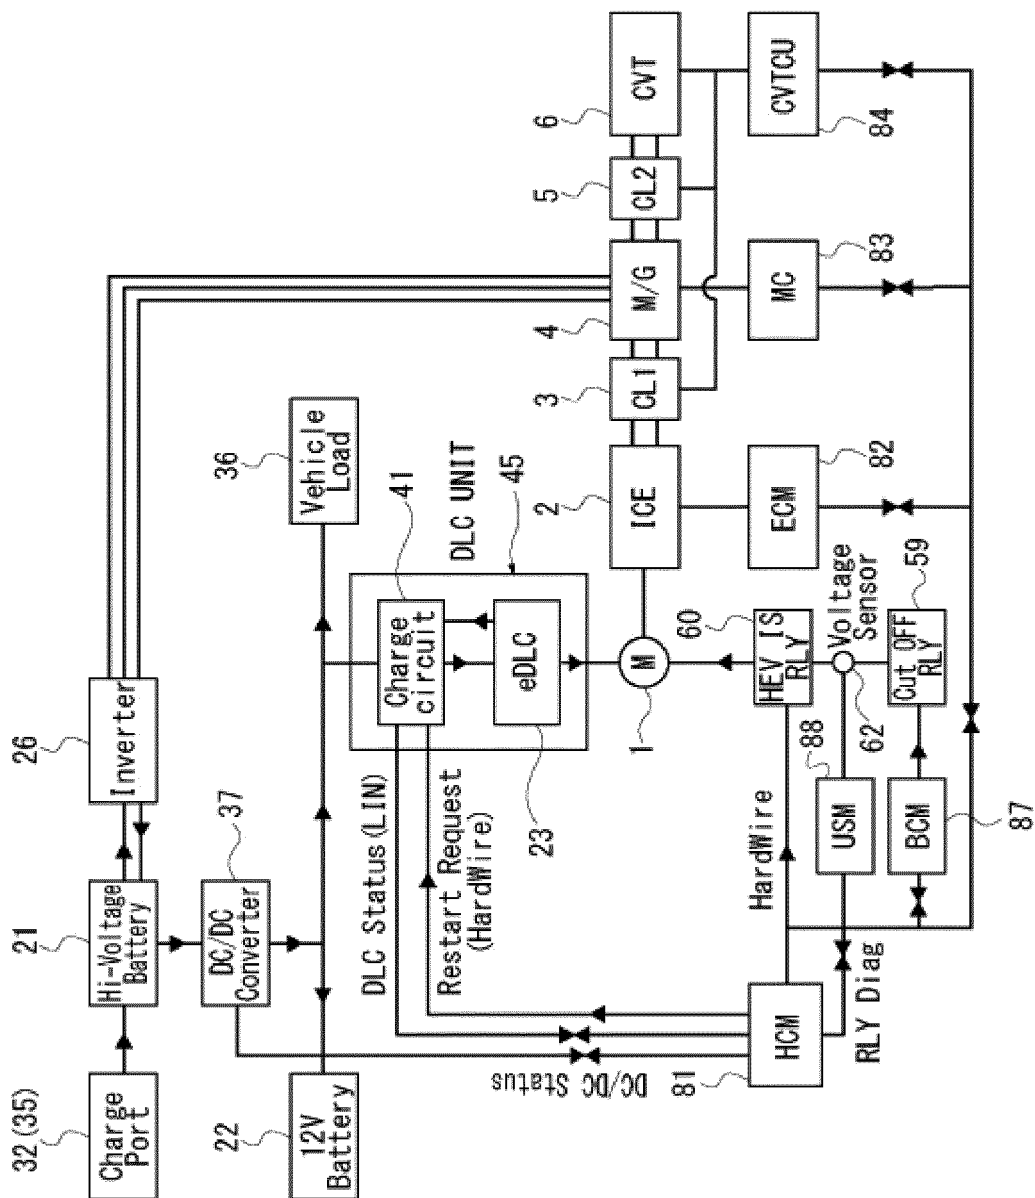 32(35)
Charge
Port
21
Hi-Voltage
Battery
26
Inverter
37
DC/DC
Converter
22
12V
Battery
36
Vehicle
Load
DLC Status(LIN)
Restart Request
(HardWire)
DC/DC Status
41
Charge
circuit
DLC UNIT
45
eDLC
23
81
HCM
HardWire
RLY Diag
1
M
2
ICE
3
CL1
4
M/G
5
CL2
6
CVT
60
HEV IS
RLY
88
USM
62
Voltage
Sensor
59
Cut OFF
RLY
BCM
87
ECM
82
MC
83
CVTCU
84